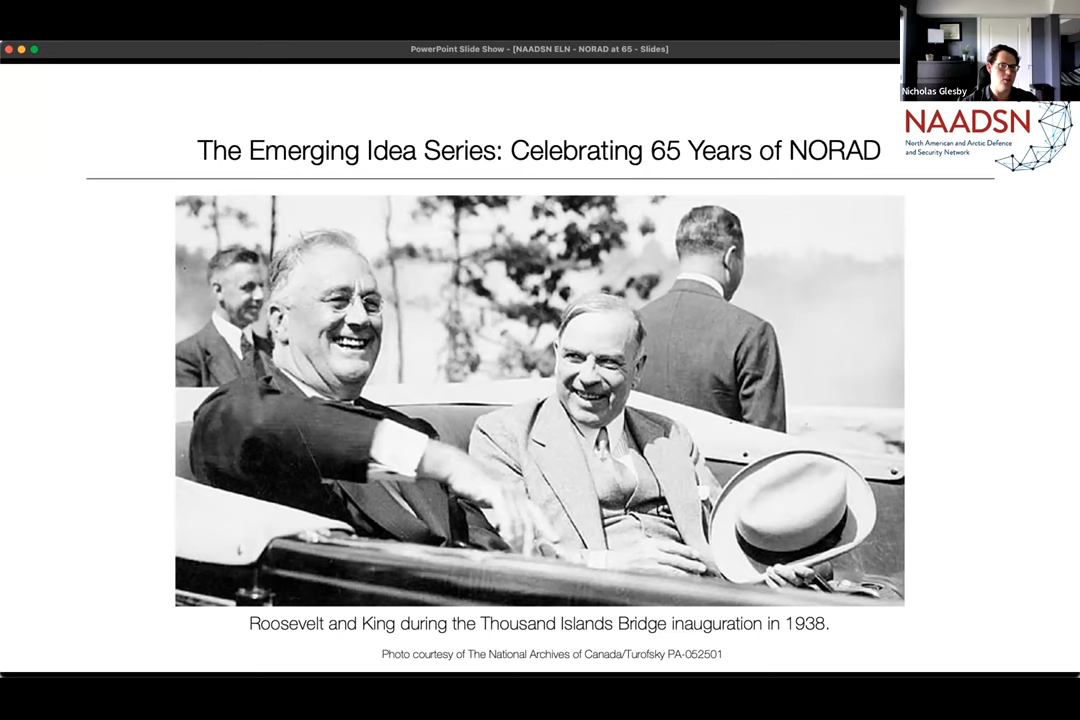 PowerPoint Slide Show - [NAADSN ELN - NORAD at 65 - Slides]
Nicholas Glesby
NAADSN
North American and Arctic Defence
and Security Network
The Emerging Idea Series: Celebrating 65 Years of NORAD
Roosevelt and King during the Thousand Islands Bridge inauguration in 1938.
Photo courtesy of The National Archives of Canada/Turofsky PA-052501